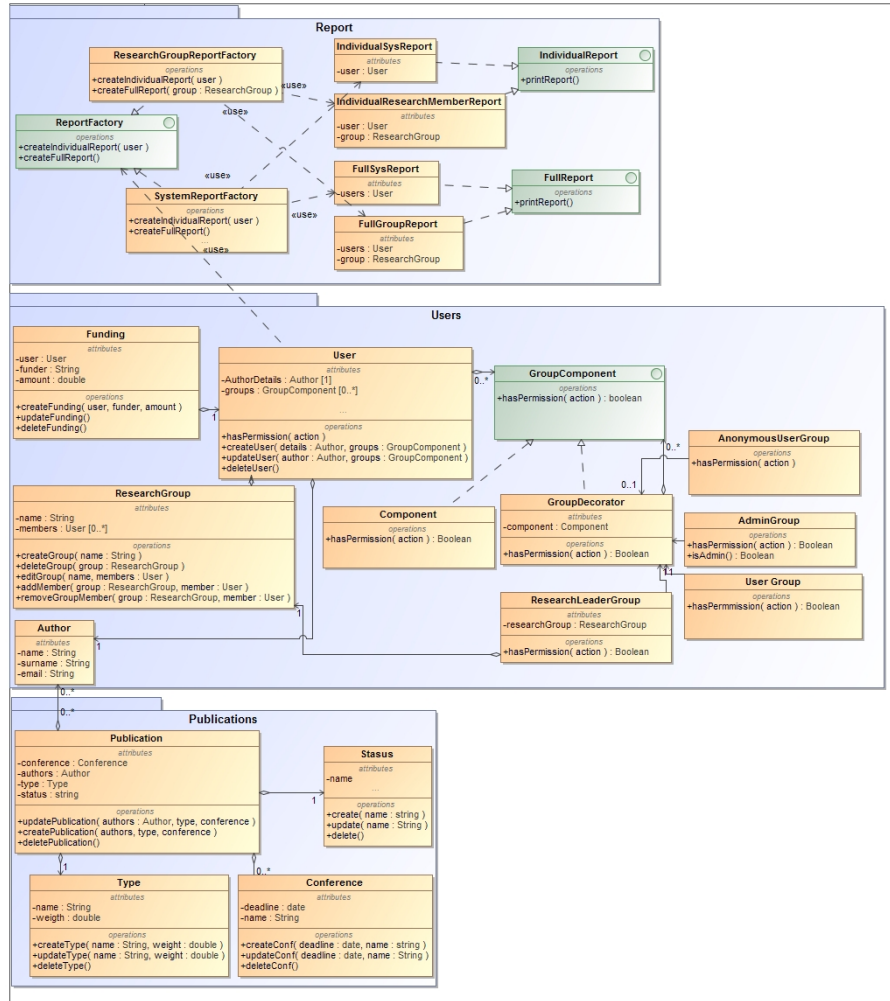 Report
ResearchGroupReportFactory
operations
+createIndividualReport( user )
+createFullReport( group : ResearchGroup )
IndividualSysReport
attributes
-user : User
IndividualReport
operations
+printReport()
«use»
«use»
IndividualResearchMemberReport
attributes
-user : User
-group : ResearchGroup
ReportFactory
operations
+createIndividualReport( user )
+createFullReport()
«use»
FullSysReport
attributes
-users : User
FullReport
operations
+printReport()
SystemReportFactory
operations
+createIndividualReport( user )
+createFullReport()
...
«use»
«use»
FullGroupReport
attributes
-users : User
-group : ResearchGroup
Users
Funding
attributes
-user : User
-funder : String
-amount : double
operations
+createFunding( user, funder, amount )
+updateFunding()
+deleteFunding()
1
User
attributes
-AuthorDetails : Author [1]
-groups : GroupComponent [0..*]
...
operations
+hasPermission( action )
+createUser( details : Author, groups : GroupComponent )
+updateUser( author : Author, groups : GroupComponent )
+deleteUser()
0..*
GroupComponent
operations
+hasPermission( action ) : boolean
0..*
0..1
AnonymousUserGroup
operations
+hasPermission( action )
ResearchGroup
attributes
-name : String
-members : User [0..*]
operations
+createGroup( name : String )
+deleteGroup( group : ResearchGroup )
+editGroup( name, members : User )
+addMember( group : ResearchGroup, member : User )
+removeGroupMember( group : ResearchGroup, member : User )
1
Component
operations
+hasPermission( action ) : Boolean
GroupDecorator
attributes
-component : Component
operations
+hasPermission( action ) : Boolean
AdminGroup
operations
+hasPermission( action ) : Boolean
+isAdmin() : Boolean
User Group
operations
+hasPermmission( action ) : Boolean
ResearchLeaderGroup
attributes
-researchGroup : ResearchGroup
operations
+hasPermission( action ) : Boolean
Author
attributes
-name : String
-surname : String
-email : String
1
0..*
0..*
Publications
Publication
attributes
-conference : Conference
-authors : Author
-type : Type
-status : string
operations
+updatePublication( authors : Author, type, conference )
+createPublication( authors, type, conference )
+deletePublication()
1
Stasus
attributes
-name
...
operations
+create( name : string )
+update( name : String )
+delete()
1
0..*
Type
attributes
-name : String
-weigth : double
operations
+createType( name : String, weight : double )
+updateType( name : String, weight : double )
+deleteType()
Conference
attributes
-deadline : date
-name : String
operations
+createConf( deadline : date, name : string )
+updateConf( deadline : date, name : String )
+deleteConf()